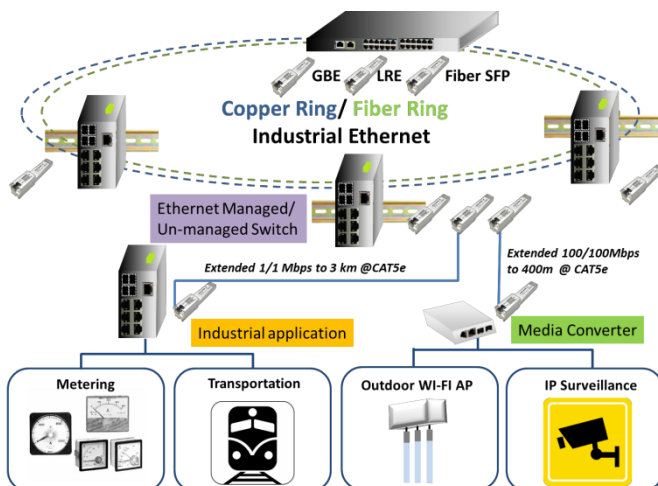 GBE LRE Fiber SFP
Copper Ring/ Fiber Ring
Industrial Ethernet
Ethernet Managed/
Un-managed Switch
Extended 1/1 Mbps to 3 km @CAT5e
Extended 100/100Mbps
to 400m @ CAT5e
Industrial application
Media Converter
Metering
Transportation
Outdoor WI-FI AP
IP Surveillance